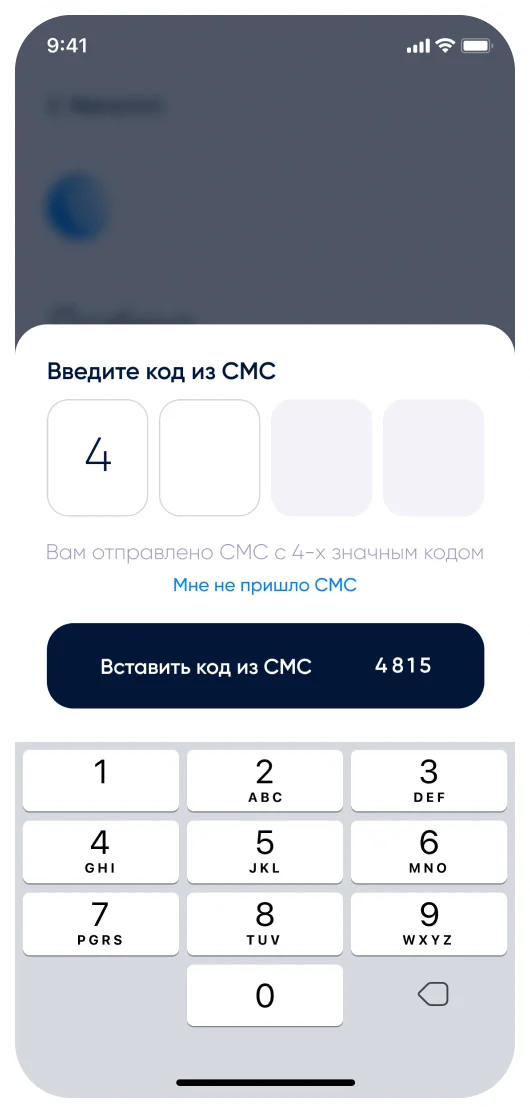 9:41
Введите код из СМС
4
Вам отправлено СМС с 4-х значным кодом
Мне не пришло СМС
Вставить код из СМС 4815
1 2 3
ABC DEF
4 5 6
GHI JKL MNO
7 8 9
PGRS TUV WXYZ
0